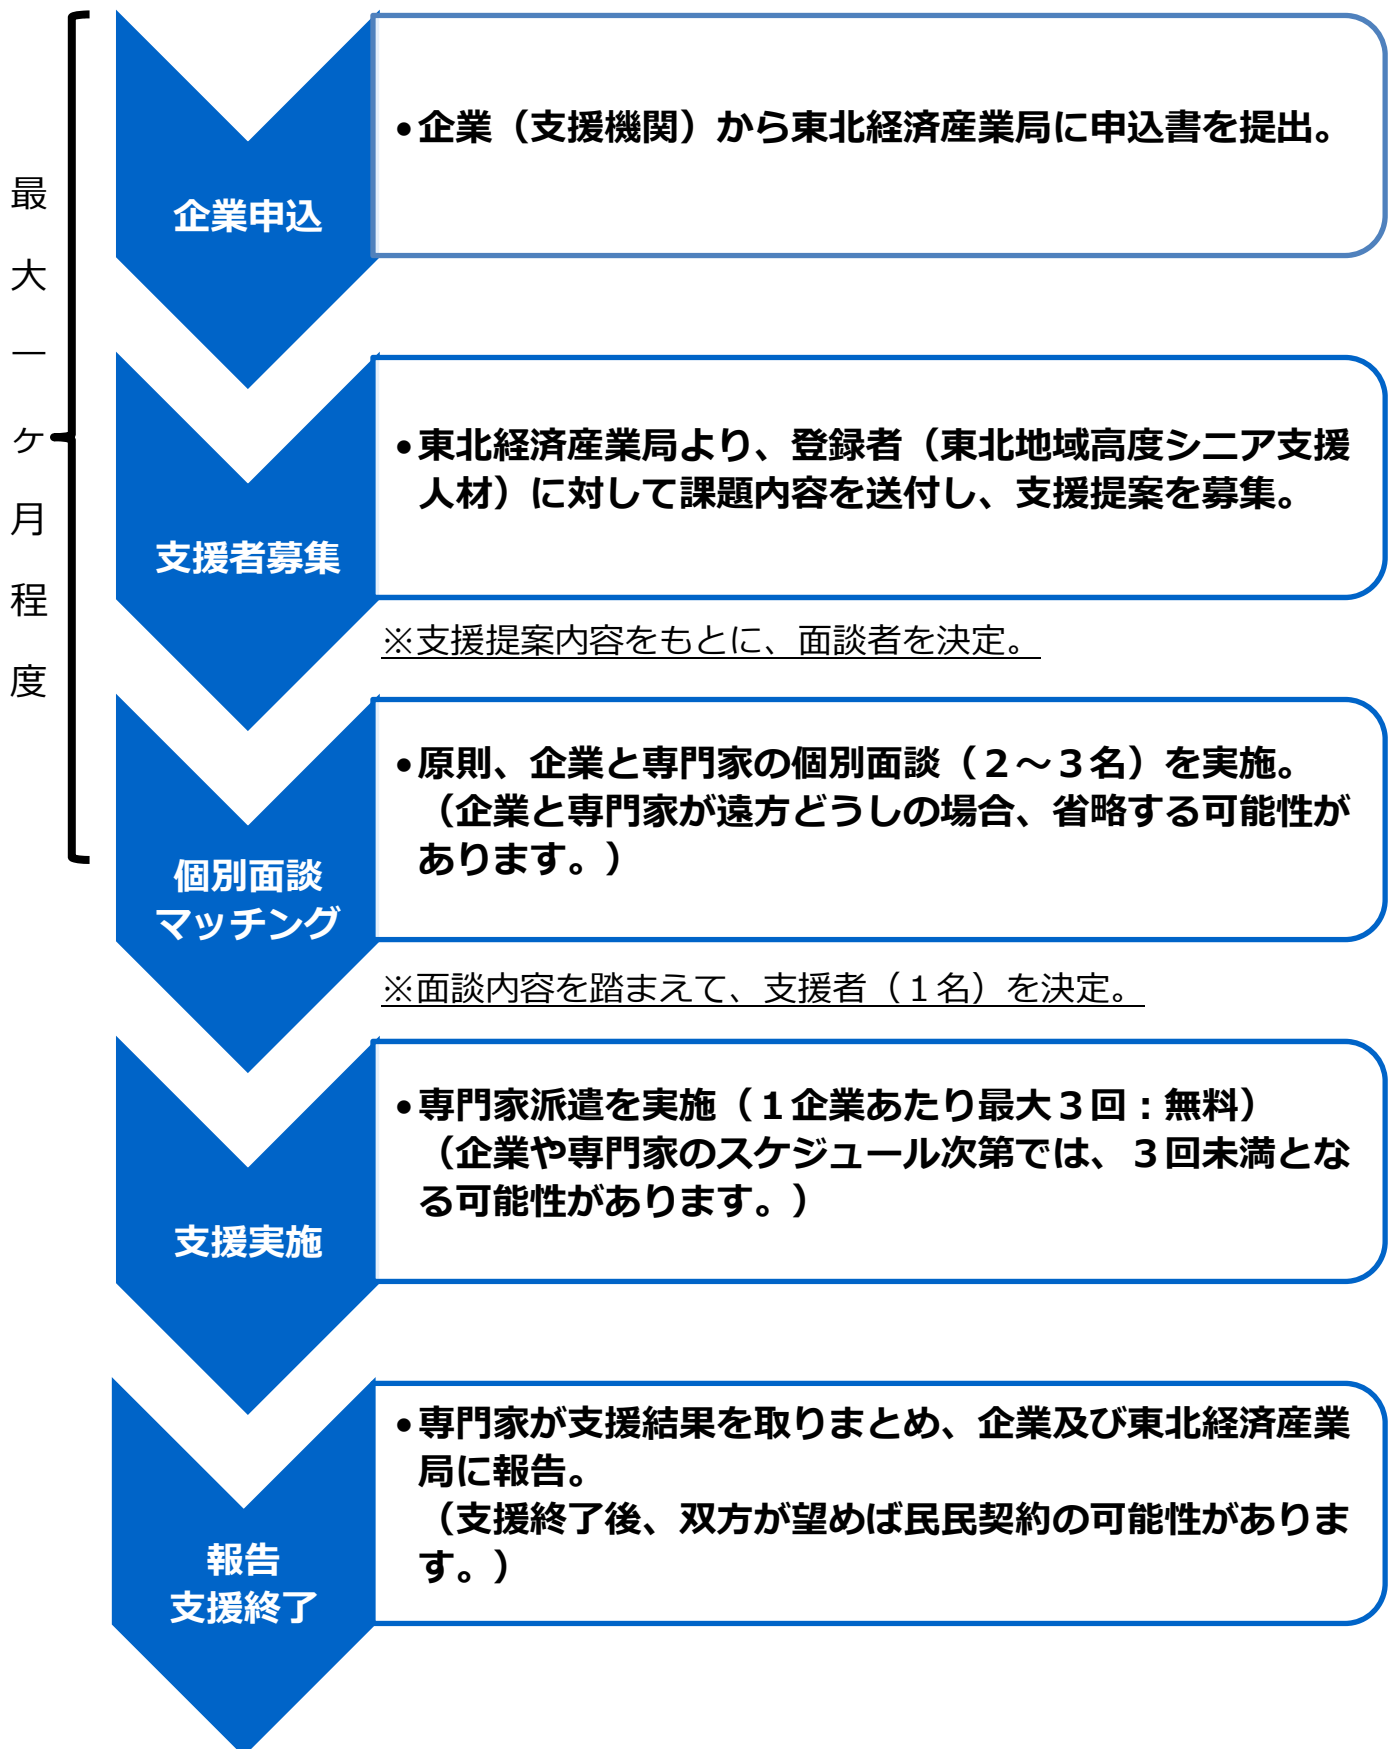 最大一ケ月程度
企業申込
•企業（支援機関）から東北経済産業局に申込書を提出。
支援者募集
•東北経済産業局より、登録者（東北地域高度シニア支援
人材）に対して課題内容を送付し、支援提案を募集。
※支援提案内容をもとに、面談者を決定。
個別面談
マッチング
•原則、企業と専門家の個別面談（２～３名）を実施。
（企業と専門家が遠方どうしの場合、省略する可能性が
あります。）
※面談内容を踏まえて、支援者（１名）を決定。
支援実施
•専門家派遣を実施（１企業あたり最大３回：無料）
（企業や専門家のスケジュール次第では、３回未満とな
る可能性があります。）
報告
支援終了
•専門家が支援結果を取りまとめ、企業及び東北経済産業
局に報告。
（支援終了後、双方が望めば民民契約の可能性がありま
す。）